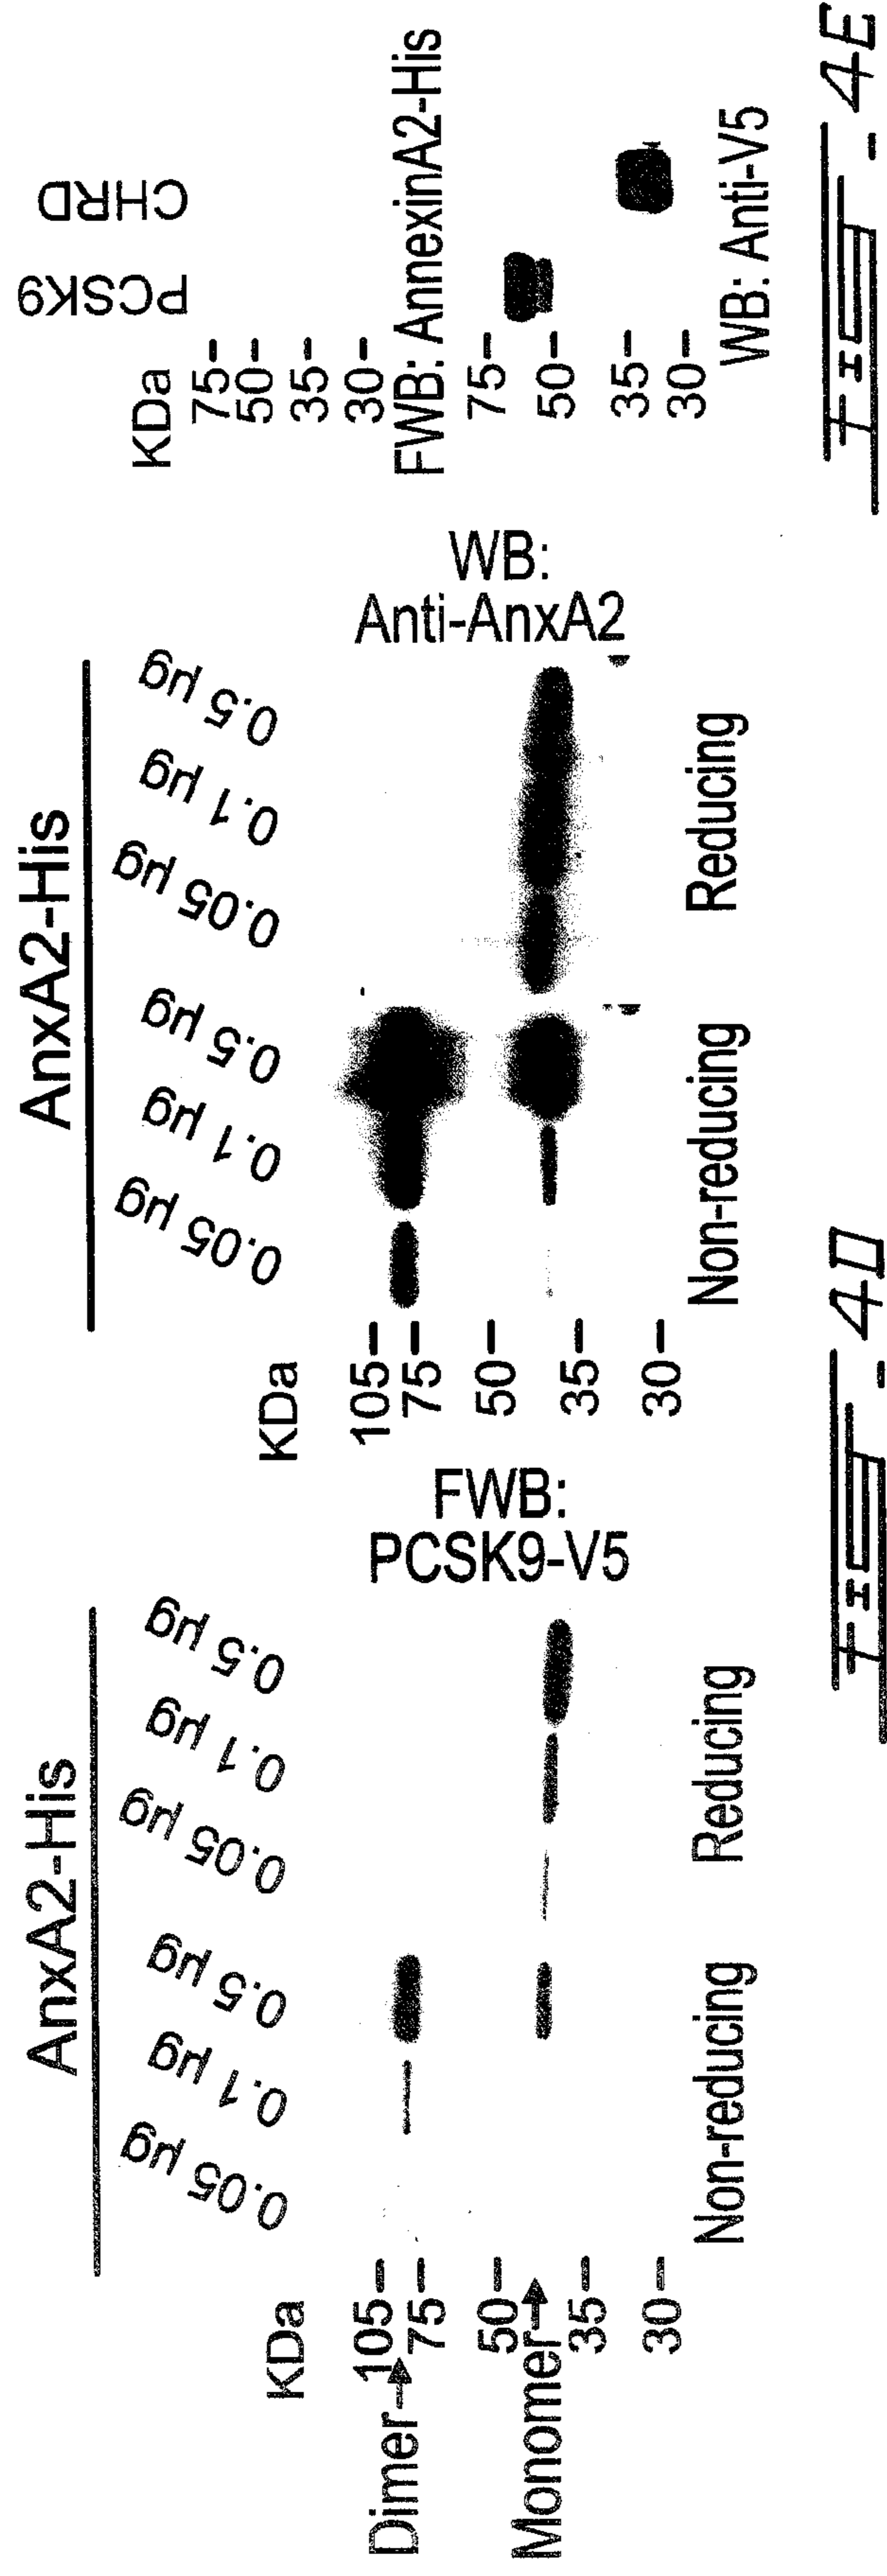 AnxA2-His
0.05 µg 0.1 µg 0.5 µg 0.05 µg 0.1 µg 0.5 µg
KDa
Dimer→ 105–
75–
50–
Monomer→
35–
30–
FWB:
PCSK9-V5
Non-reducing Reducing
AnxA2-His
0.05 µg 0.1 µg 0.5 µg 0.05 µg 0.1 µg 0.5 µg
KDa
105–
75–
50–
35–
30–
WB:
Anti-AnxA2
Non-reducing Reducing
FIG. 4D
PCSK9 CHRD
KDa
75–
50–
35–
30–
FWB: AnnexinA2-His
75–
50–
35–
30–
WB: Anti-V5
FIG. 4E